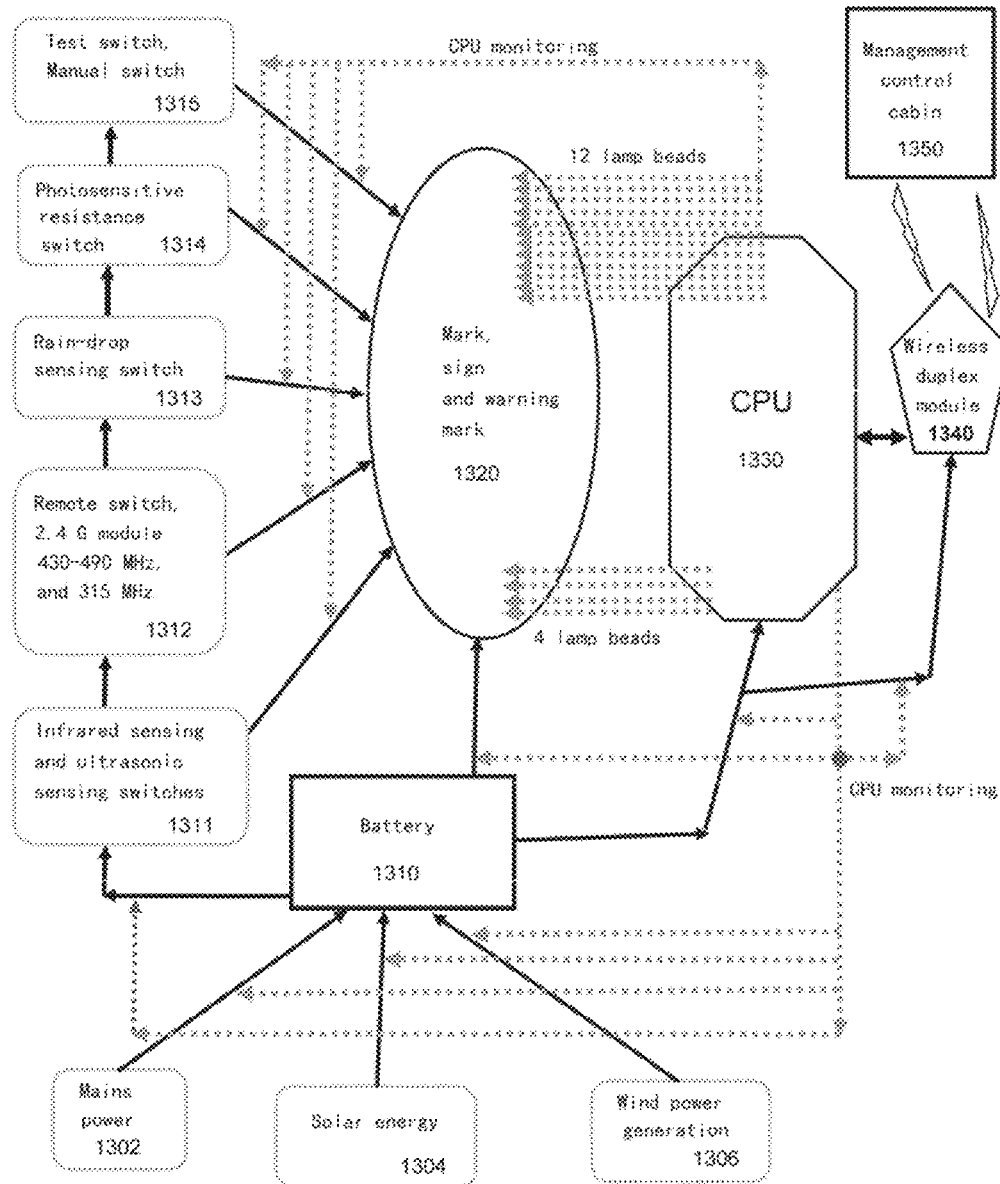 Test switch,
Manual switch
1315
CPU monitoring
Management
control
cabin
1350
12 lamp beads
Photosensitive
resistance
switch
1314
Rain-drop
sensing switch
1313
Mark,
sign
and warning
mark
1320
CPU
1330
Wireless
duplex
module
1340
Remote switch,
2.4 G module
430-490 MHz,
and 315 MHz
1312
4 lamp beads
Infrared sensing
and ultrasonic
sensing switches
1311
Battery
1310
CPU monitoring
Mains
power
1302
Solar energy
1304
Wind power
generation
1306